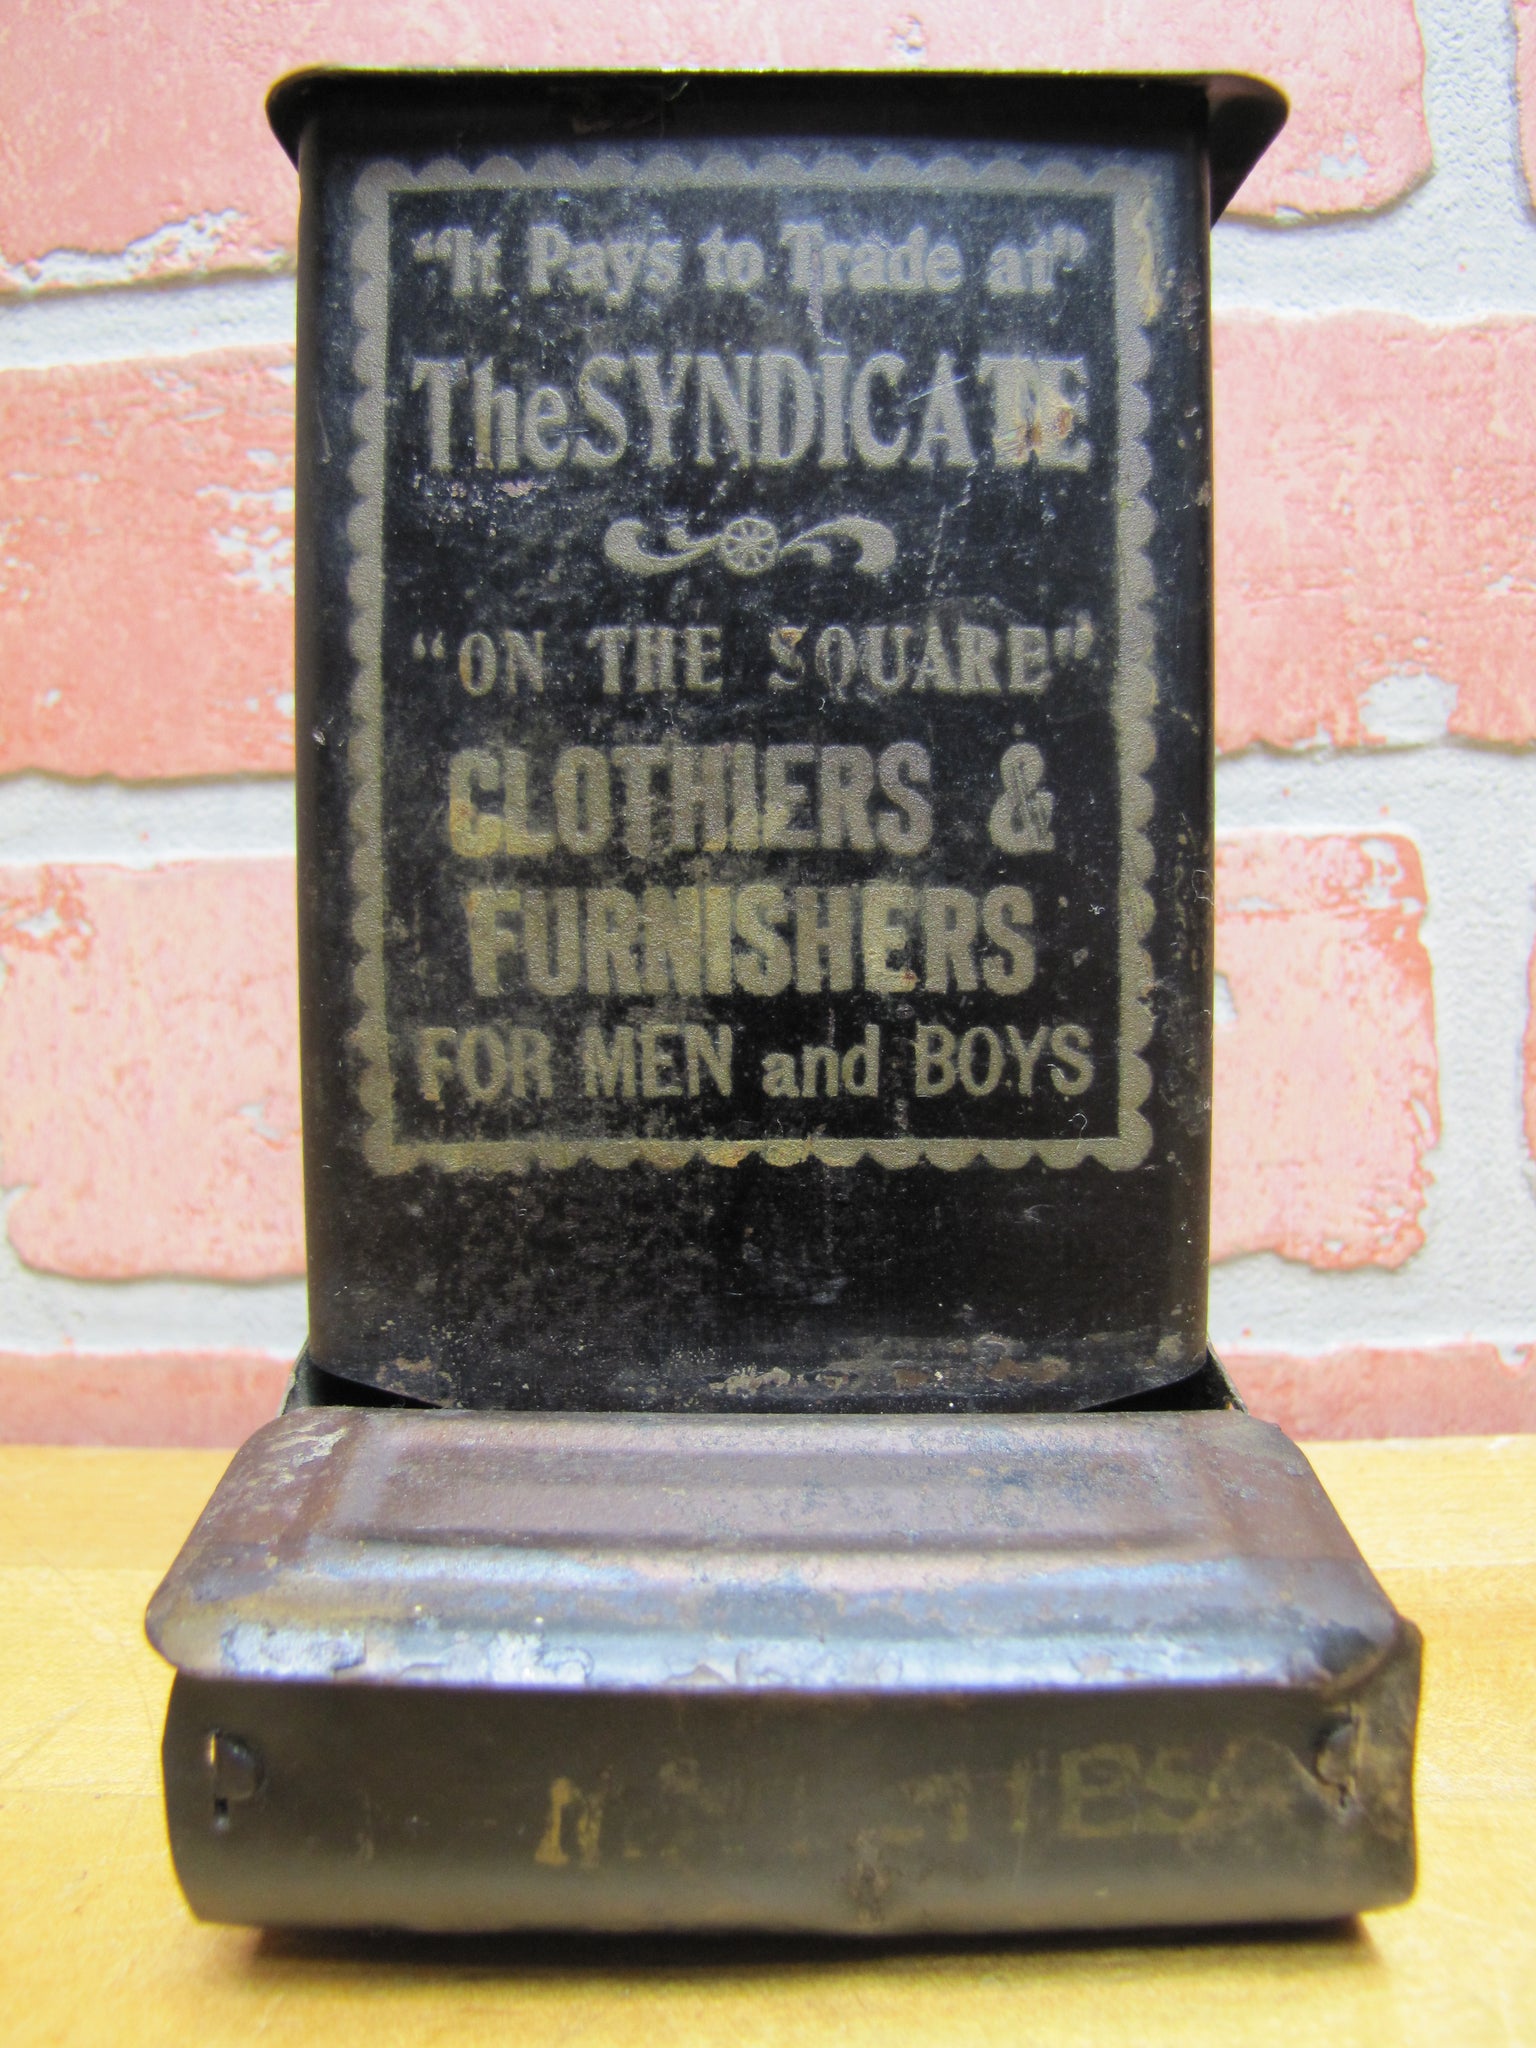 “It Pays to Trade at”
The SYNDICATE
“ON THE SQUARE”
CLOTHIERS &
FURNISHERS
FOR MEN and BOYS